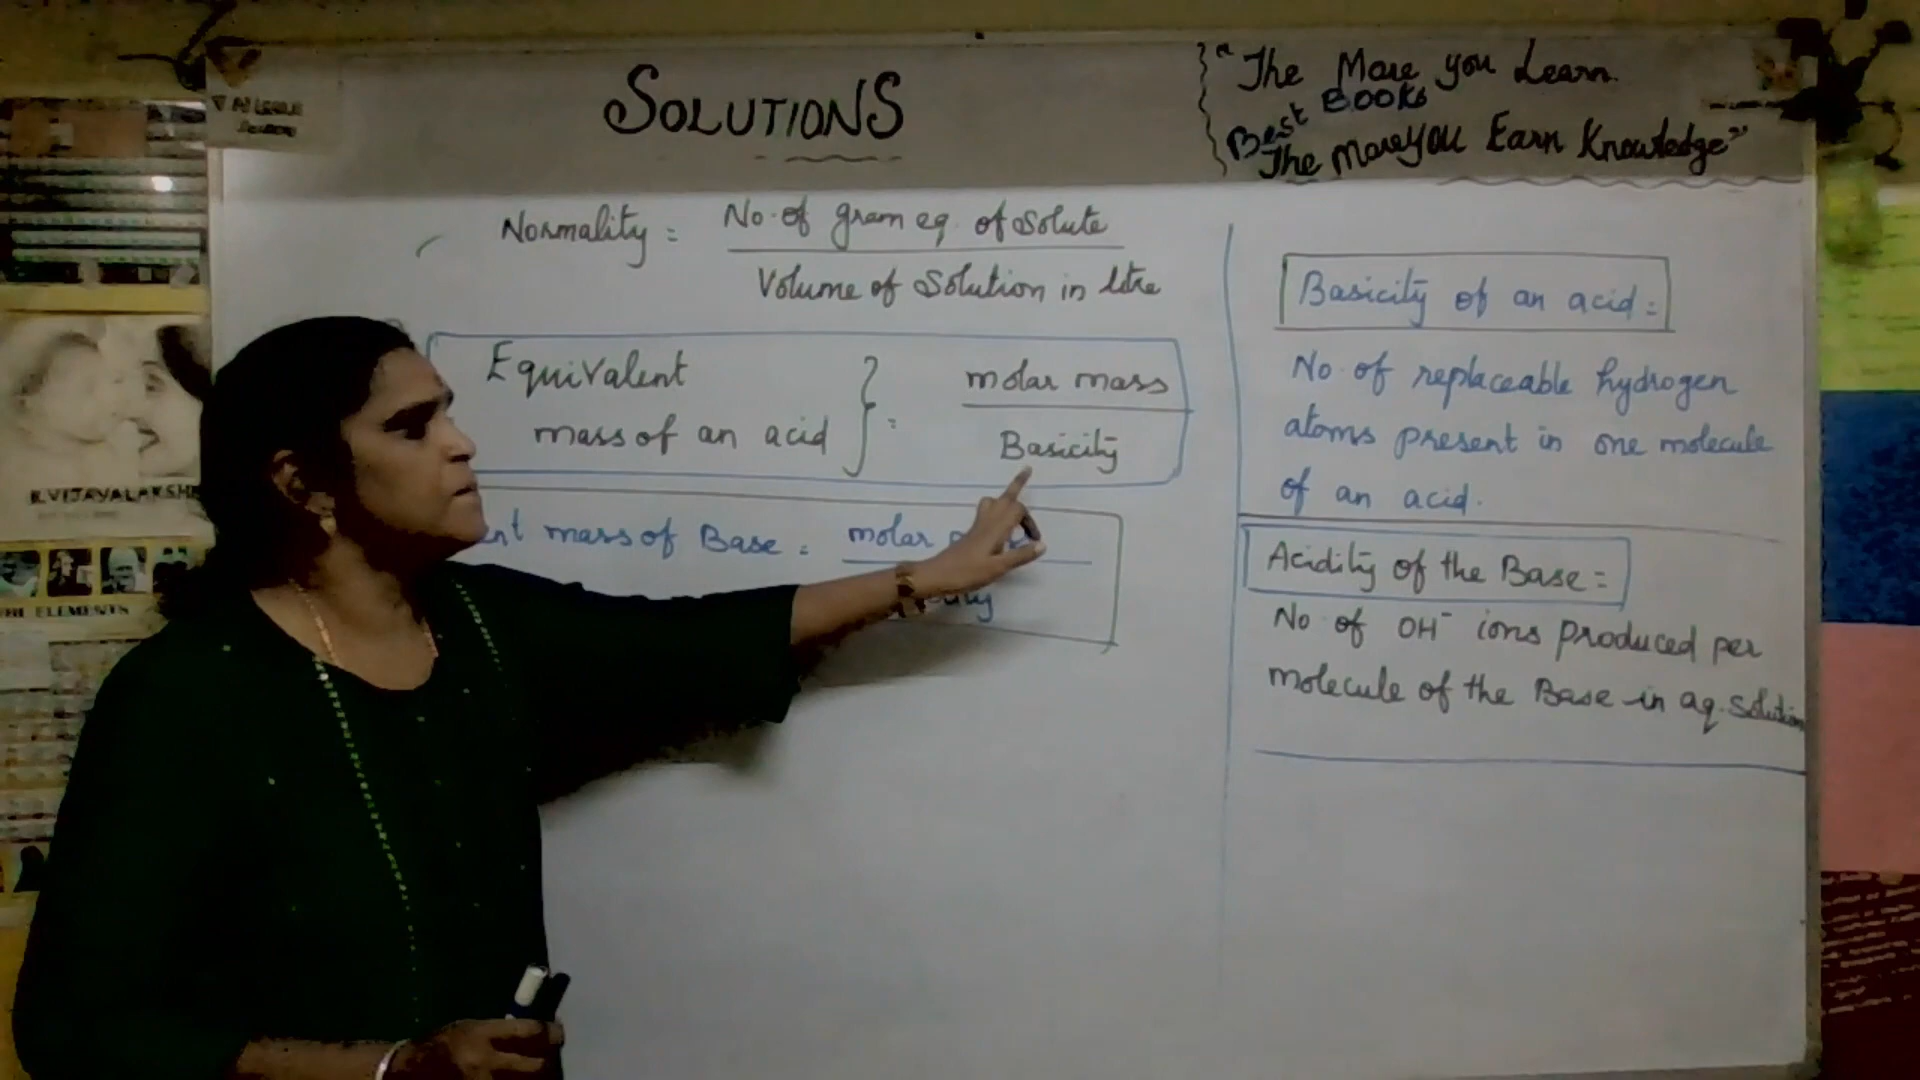 SOLUTIONS
"The More you Learn
Best Books
The More you Earn Knowledge"
Normality = No. of gram eq. of Solute
Volume of Solution in litre
Equivalent
mass of an acid } = molar mass
Basicity
mass of Base = molar
Basicity of an acid =
No. of replaceable hydrogen
atoms present in one molecule
of an acid.
Acidity of the Base =
No. of OH⁻ ions produced per
molecule of the Base in aq. Solution
K.VIJAYALAKSH
THE ELEMENTS